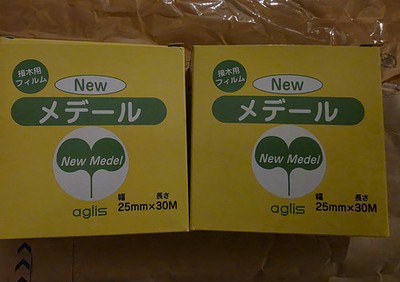 接木用
フィルム
New
メデール
New Medel
aglis
幅 長さ
25mm×30M
接木用
フィルム
New
メデール
New Medel
aglis
幅 長さ
25mm×30M